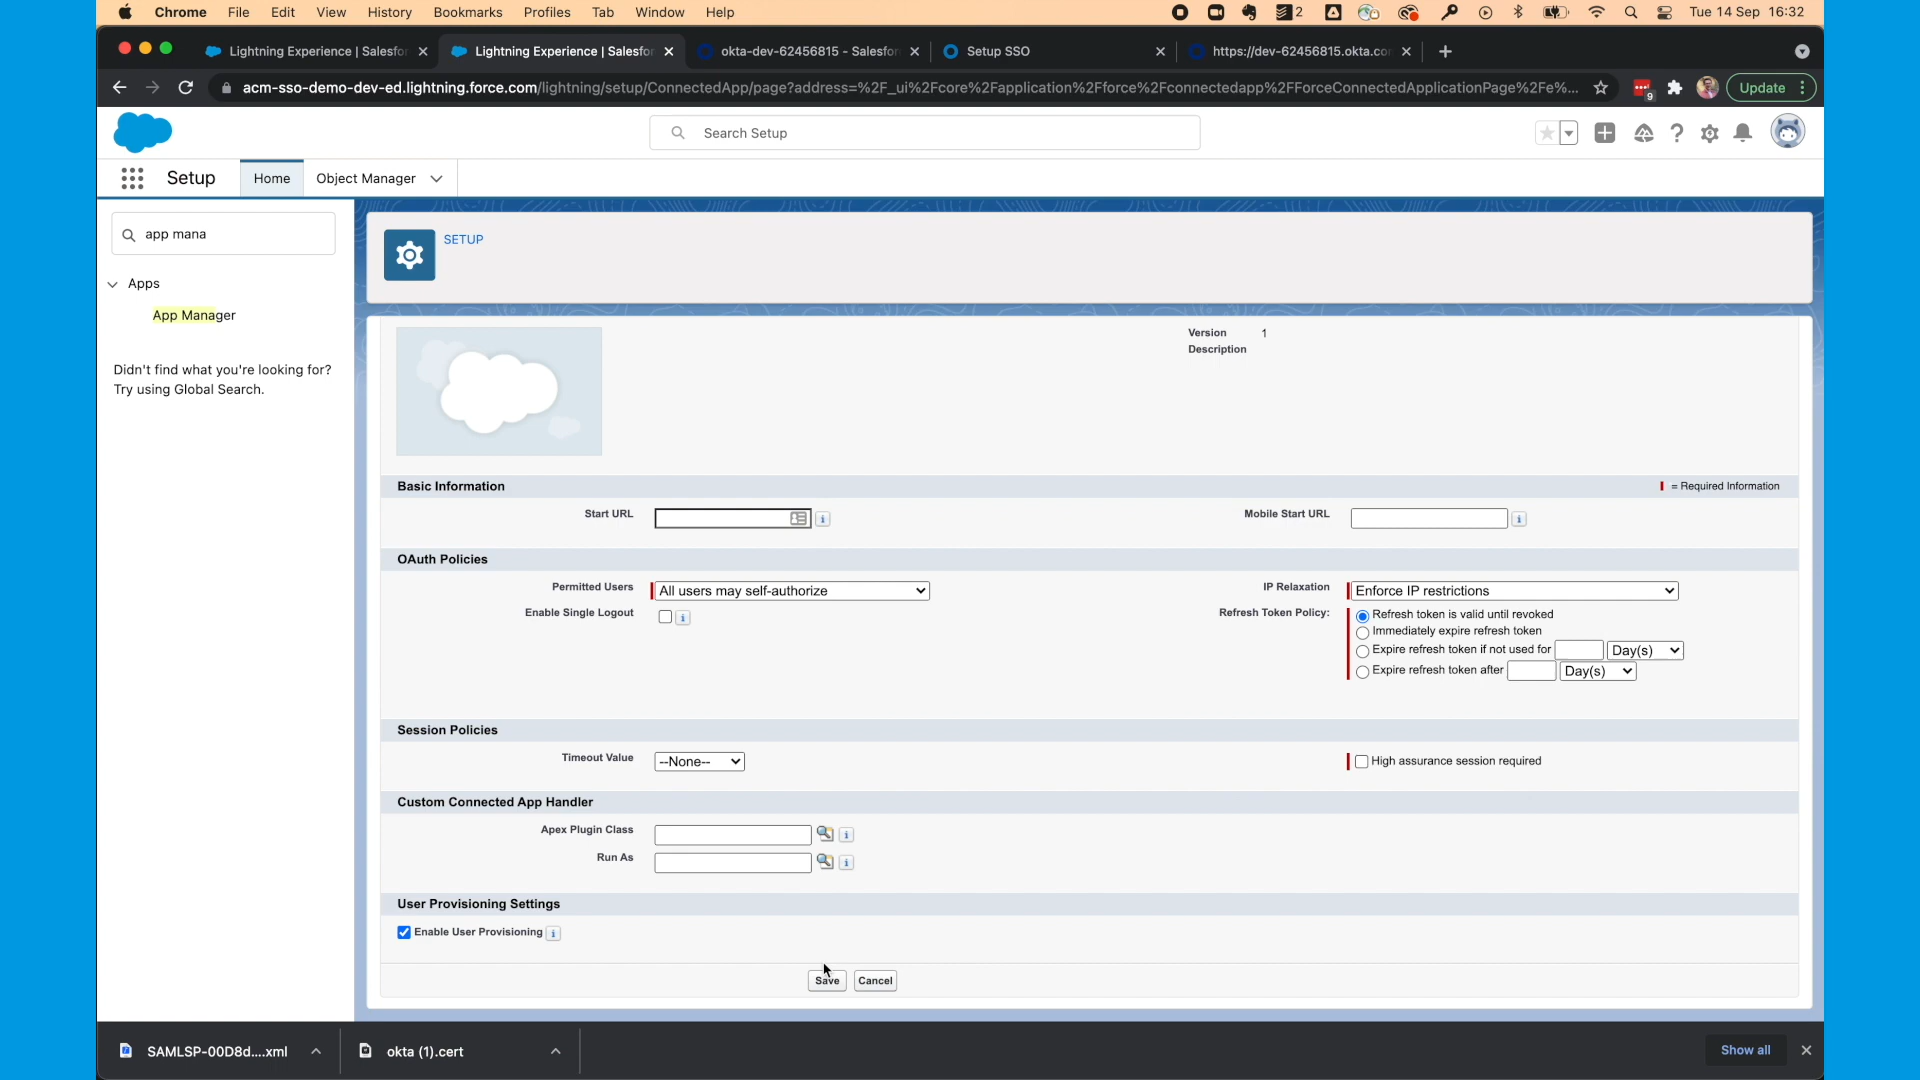 Chrome File Edit View History Bookmarks Profiles Tab Window Help 2 Tue 14 Sep 16:32
Lightning Experience | Salesfor Lightning Experience | Salesfor okta-dev-62456815 - Salesfor Setup SSO https://dev-62456815.okta.co
acm-sso-demo-dev-ed.lightning.force.com/lightning/setup/ConnectedApp/page?address=%2F_ui%2Fcore%2Fapplication%2Fforce%2Fconnectedapp%2FForceConnectedApplicationPage%2Fe%... 9 Update
Search Setup
Setup Home Object Manager
app mana
SETUP
Apps
App Manager
Didn't find what you're looking for?
Try using Global Search.
Version 1
Description
Basic Information = Required Information
Start URL Mobile Start URL
OAuth Policies
Permitted Users All users may self-authorize IP Relaxation Enforce IP restrictions
Enable Single Logout Refresh Token Policy: Refresh token is valid until revoked
Immediately expire refresh token
Expire refresh token if not used for Day(s)
Expire refresh token after Day(s)
Session Policies
Timeout Value --None-- High assurance session required
Custom Connected App Handler
Apex Plugin Class
Run As
User Provisioning Settings
Enable User Provisioning
Save Cancel
SAMLSP-00D8d....xml okta (1).cert Show all